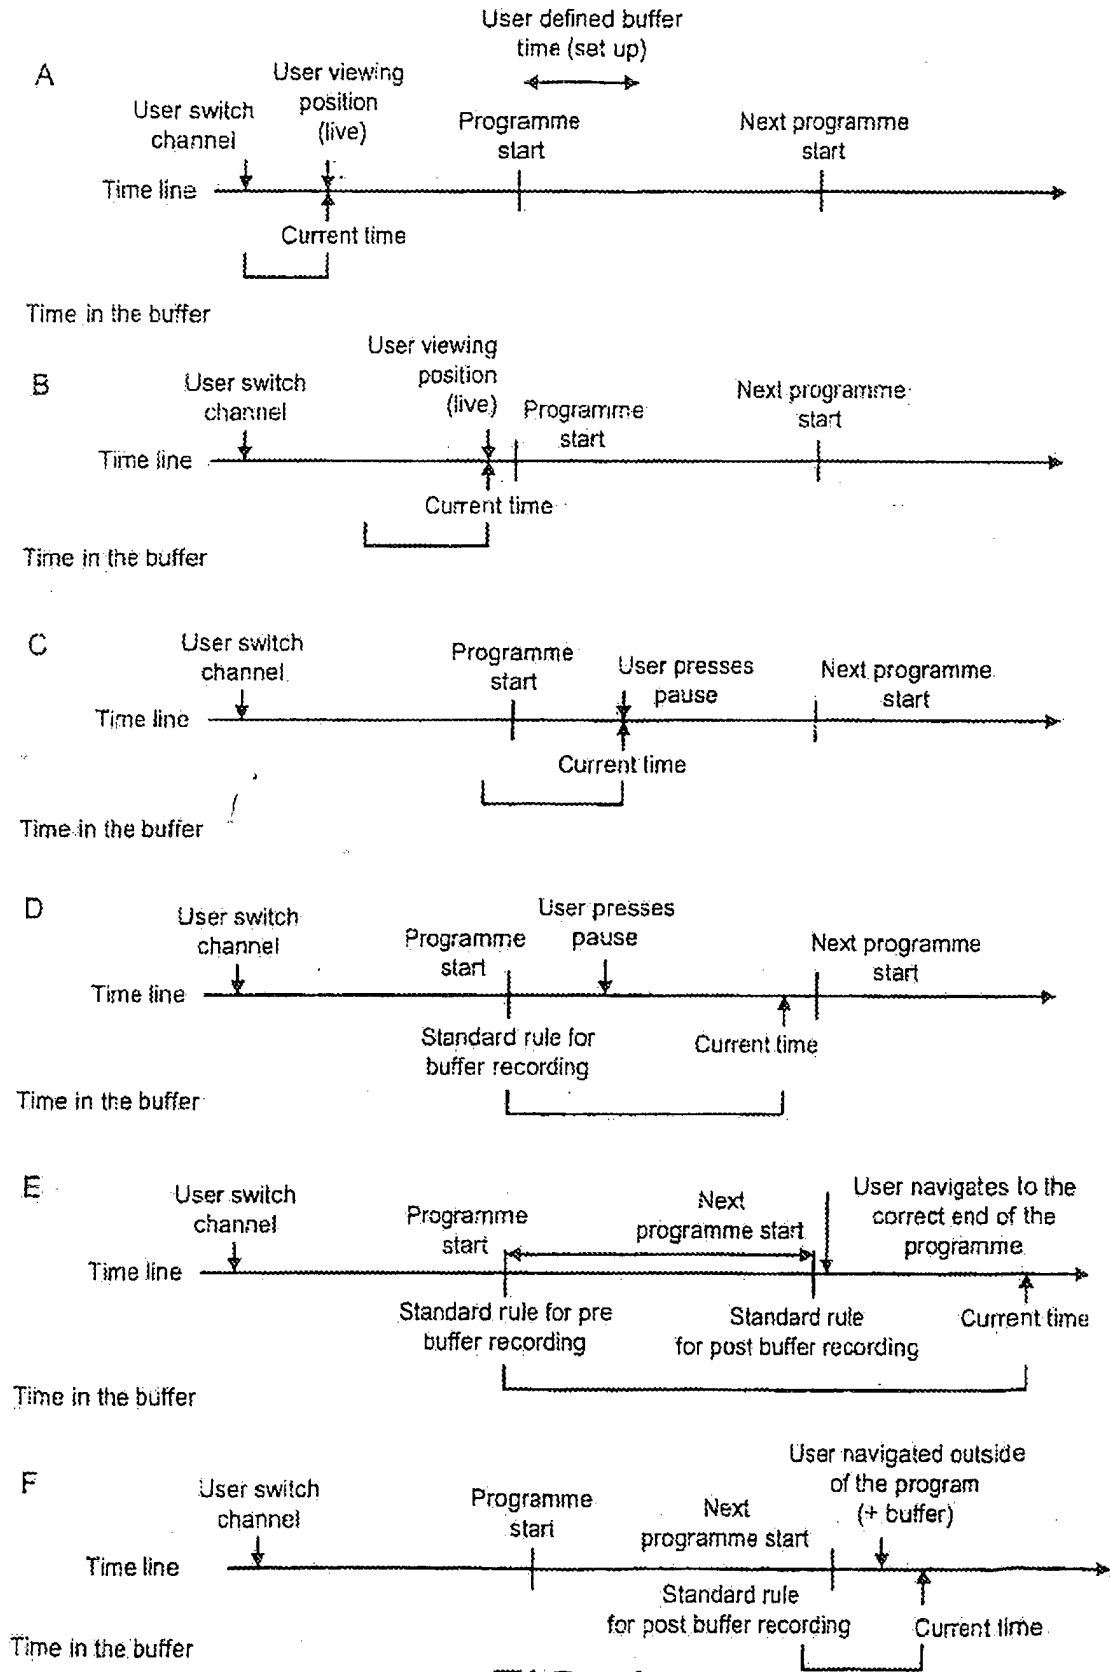 User defined buffer
time (set up)
A
User viewing
position
(live)
User switch
channel
Programme
start
Next programme
start
Time line
Current time
Time in the buffer
B
User viewing
position
(live)
User switch
channel
Programme
start
Next programme
start
Time line
Current time
Time in the buffer
C
User switch
channel
Programme
start
User presses
pause
Next programme
start
Time line
Current time
Time in the buffer
D
User switch
channel
Programme
start
User presses
pause
Next programme
start
Time line
Standard rule for
buffer recording
Current time
Time in the buffer
E
User switch
channel
Programme
start
Next
programme start
User navigates to the
correct end of the
programme
Time line
Standard rule for pre
buffer recording
Standard rule
for post buffer recording
Current time
Time in the buffer
F
User switch
channel
Programme
start
Next
programme start
User navigated outside
of the program
(+ buffer)
Time line
Standard rule
for post buffer recording
Current time
Time in the buffer